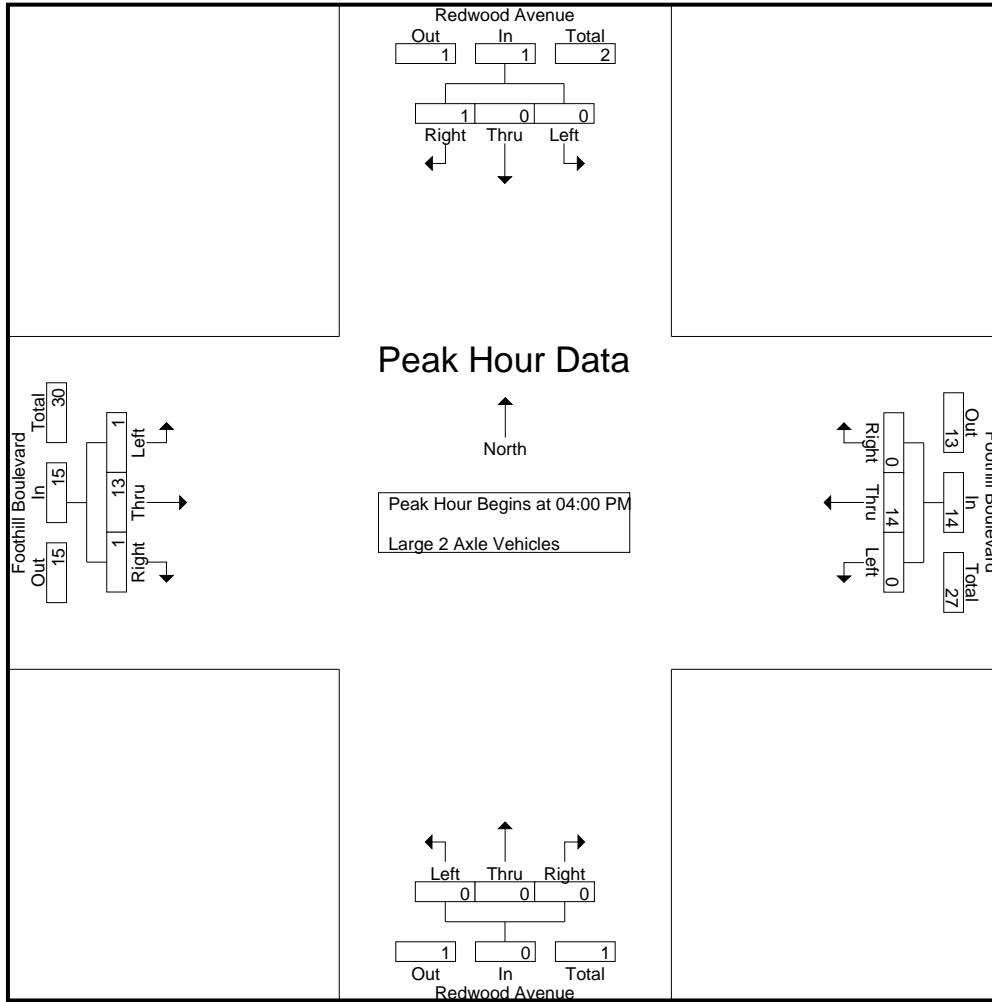 Redwood Avenue
Out In Total
1 1 2
1 0 0
Right Thru Left
Peak Hour Data
North
Peak Hour Begins at 04:00 PM
Large 2 Axle Vehicles
Foothill Boulevard
Out In Total
15 15 30
1 13 1
Left Thru Right
Right Thru Left
0 14 0
13 14 27
Out In Total
Foothill Boulevard
Left Thru Right
0 0 0
1 0 1
Out In Total
Redwood Avenue